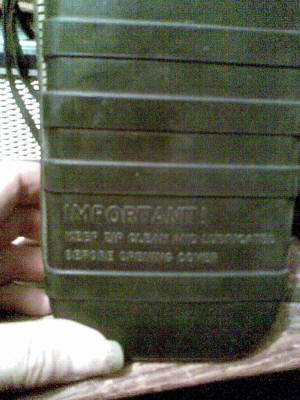 IMPORTANT!
KEEP ZIP CLEAN AND LUBRICATED
BEFORE OPENING COVER